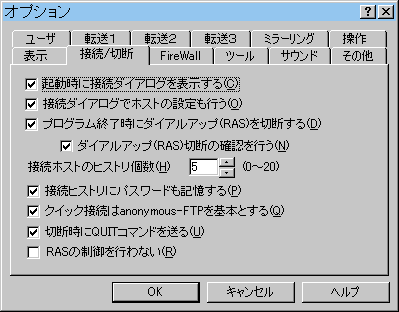 オプション
ユーザ 転送1 転送2 転送3 ミラーリング 操作
表示 接続/切断 FireWall ツール サウンド その他
起動時に接続ダイアログを表示する(C)
接続ダイアログでホストの設定も行う(O)
プログラム終了時にダイアルアップ(RAS)を切断する(D)
ダイアルアップ(RAS)切断の確認を行う(N)
接続ホストのヒストリ個数(H) 5 (0～20)
接続ヒストリにパスワードも記憶する(P)
クイック接続はanonymous-FTPを基本とする(Q)
切断時にQUITコマンドを送る(U)
RASの制御を行わない(R)
OK キャンセル ヘルプ